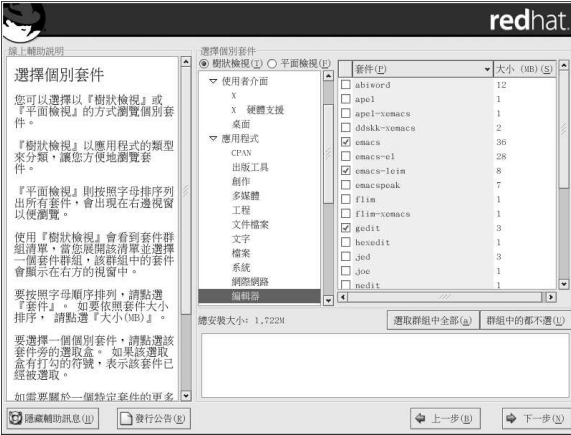 redhat.
線上輔助說明
選擇個別套件
您可以選擇以『樹狀檢視』或
『平面檢視』的方式瀏覽個別套
件。
『樹狀檢視』以應用程式的類型
來分類，讓您方便地瀏覽套
件。
『平面檢視』則按照字母排序列
出所有套件，會出現在右邊視窗
以便瀏覽。
使用『樹狀檢視』會看到套件群
組清單，當您展開該清單並選擇
一個套件群組，該群組中的套件
會顯示在右方的視窗中。
要按照字母順序排列，請點選
『套件』。 如要依照套件大小
排序， 請點選『大小(MB)』。
要選擇一個個別套件，請點選該
套件旁的選取盒。 如果該選取
盒有打勾的符號，表示該套件已
經被選取。
如需要關於一個特定套件的更多
選擇個別套件
樹狀檢視(T) 平面檢視(F)
使用者介面
X
X 硬體支援
桌面
應用程式
CPAN
出版工具
創作
多媒體
工程
文件檔案
文字
檔案
系統
網際網路
編輯器
套件(P) 大小 (MB)(S)
abiword 12
apel 1
apel-xemacs 1
ddskk-xemacs 2
emacs 36
emacs-el 28
emacs-leim 8
emacspeak 7
flim 1
flim-xemacs 1
gedit 3
hexedit 1
jed 3
joe 1
nedit 1
總安裝大小: 1,722M
選取群組中全部(a) 群組中的都不選(U)
隱藏輔助訊息(H) 發行公告(R) 上一步(B) 下一步(N)